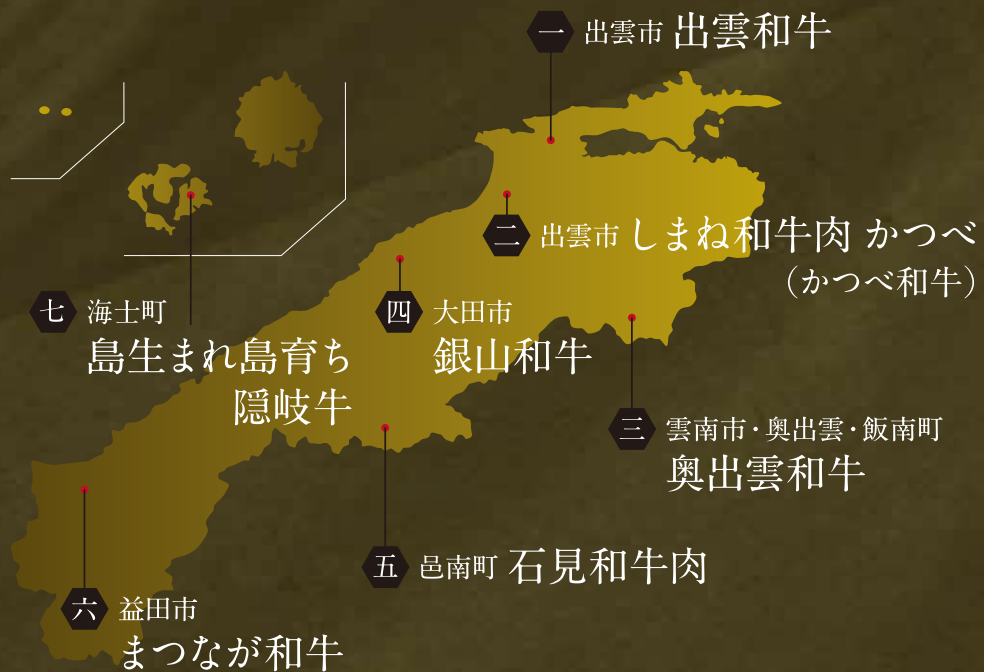 一 出雲市 出雲和牛
二 出雲市 しまね和牛肉 かつべ
（かつべ和牛）
三 雲南市・奥出雲・飯南町
奥出雲和牛
四 大田市
銀山和牛
五 邑南町 石見和牛肉
六 益田市
まつなが和牛
七 海士町
島生まれ島育ち
隠岐牛